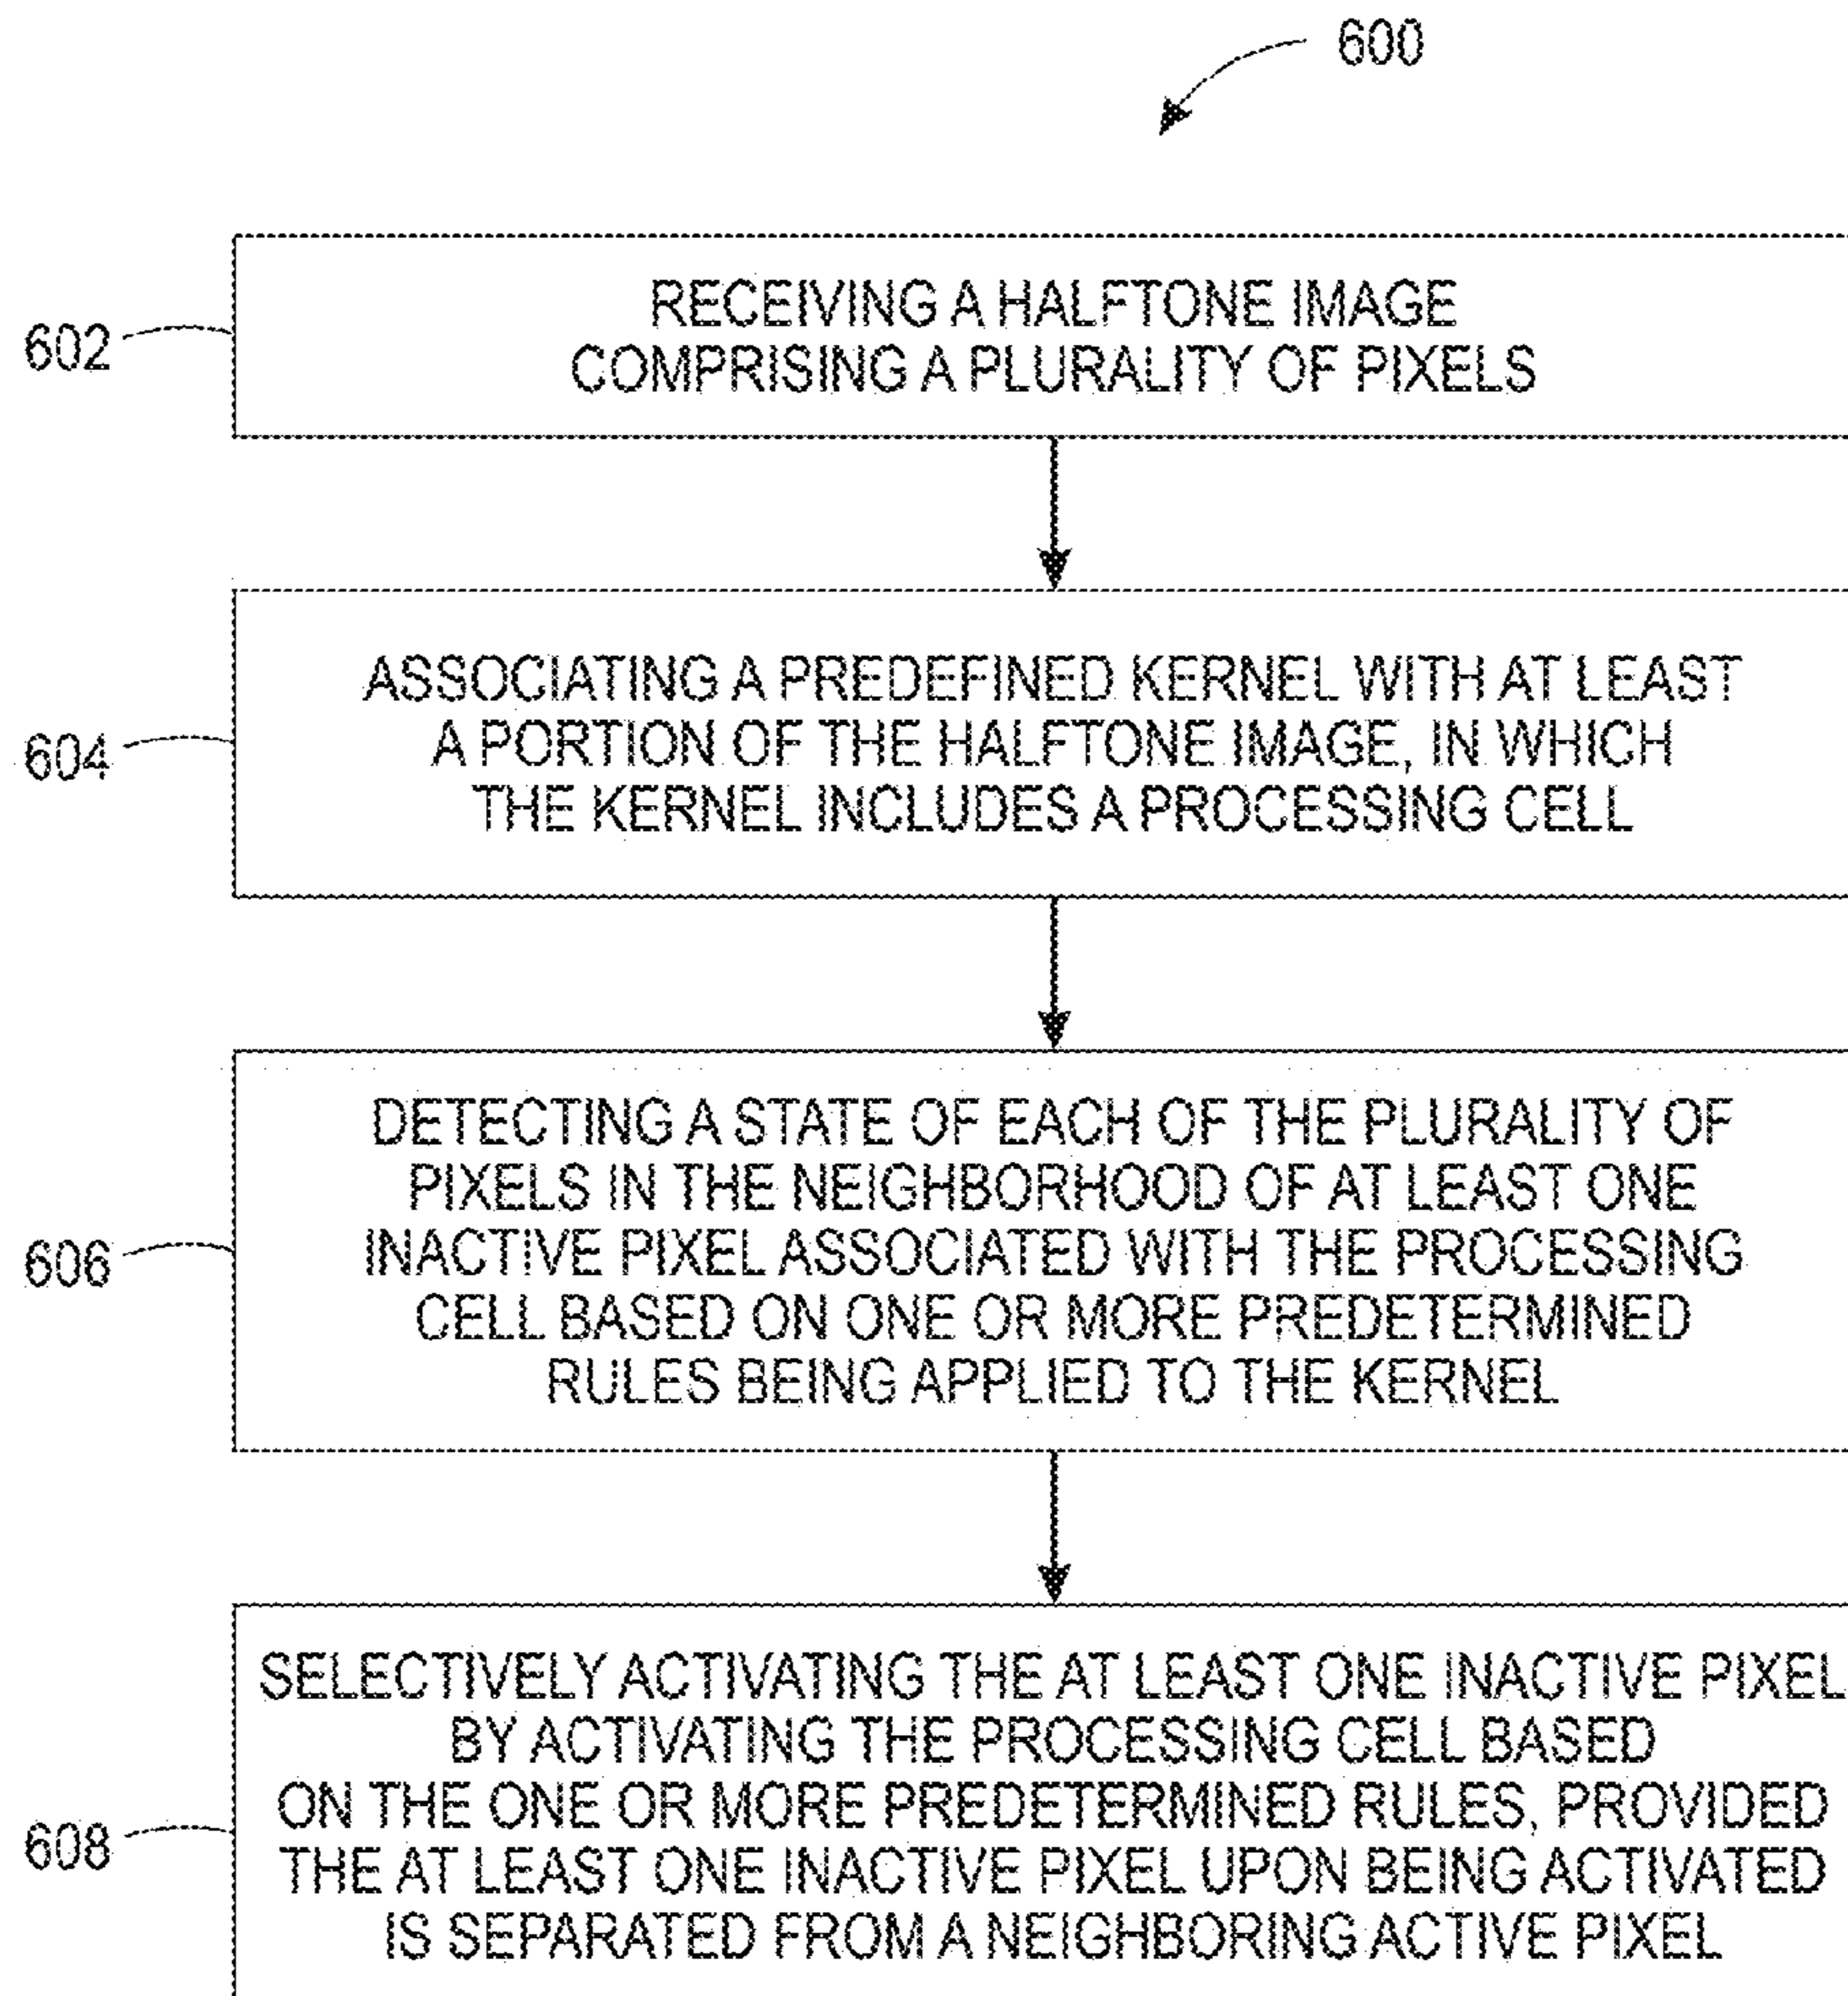 600
602
RECEIVING A HALFTONE IMAGE
COMPRISING A PLURALITY OF PIXELS
604
ASSOCIATING A PREDEFINED KERNEL WITH AT LEAST
A PORTION OF THE HALFTONE IMAGE, IN WHICH
THE KERNEL INCLUDES A PROCESSING CELL
606
DETECTING A STATE OF EACH OF THE PLURALITY OF
PIXELS IN THE NEIGHBORHOOD OF AT LEAST ONE
INACTIVE PIXEL ASSOCIATED WITH THE PROCESSING
CELL BASED ON ONE OR MORE PREDETERMINED
RULES BEING APPLIED TO THE KERNEL
608
SELECTIVELY ACTIVATING THE AT LEAST ONE INACTIVE PIXEL
BY ACTIVATING THE PROCESSING CELL BASED
ON THE ONE OR MORE PREDETERMINED RULES, PROVIDED
THE AT LEAST ONE INACTIVE PIXEL UPON BEING ACTIVATED
IS SEPARATED FROM A NEIGHBORING ACTIVE PIXEL